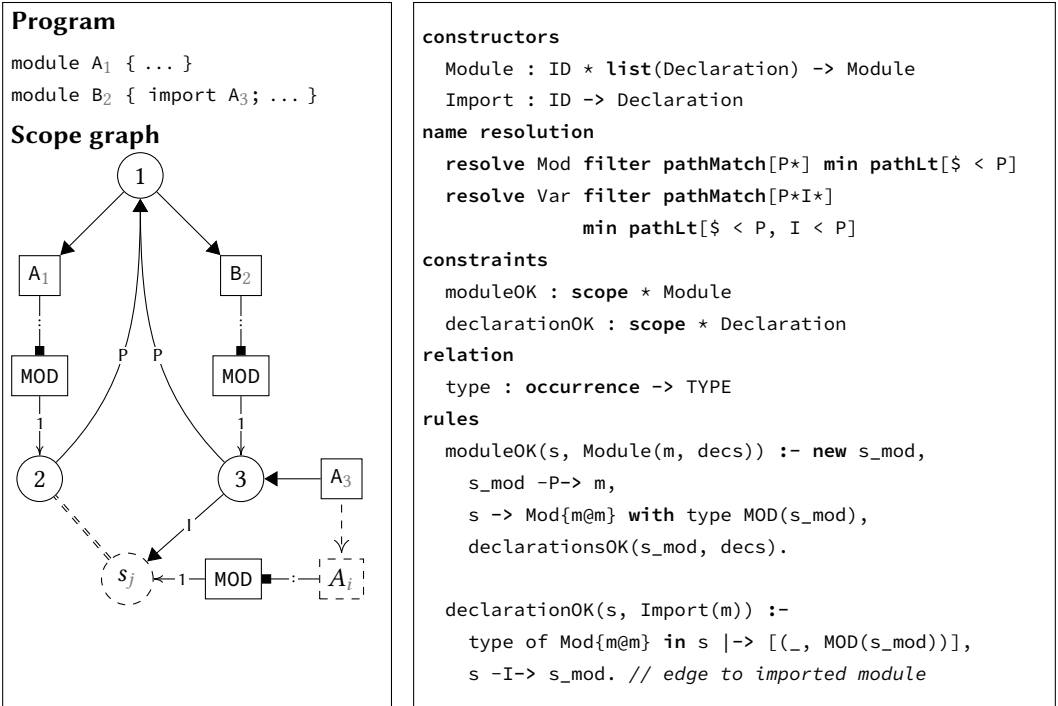 Program
module A1 { ... }
module B2 { import A3; ... }
Scope graph
1
A1
B2
:
:
P
P
MOD
MOD
1
1
2
3
A3
I
sj
1
MOD
:
Ai
constructors
Module : ID * list(Declaration) -> Module
Import : ID -> Declaration
name resolution
resolve Mod filter pathMatch[P*] min pathLt[$ < P]
resolve Var filter pathMatch[P*I*]
min pathLt[$ < P, I < P]
constraints
moduleOK : scope * Module
declarationOK : scope * Declaration
relation
type : occurrence -> TYPE
rules
moduleOK(s, Module(m, decs)) :- new s_mod,
s_mod -P-> m,
s -> Mod{m@m} with type MOD(s_mod),
declarationsOK(s_mod, decs).
declarationOK(s, Import(m)) :-
type of Mod{m@m} in s |-> [(_, MOD(s_mod))],
s -I-> s_mod. // edge to imported module